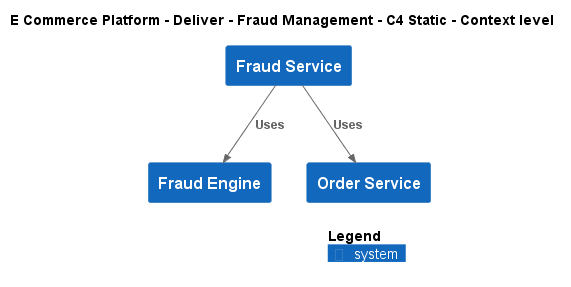 E Commerce Platform - Deliver - Fraud Management - C4 Static - Context level
Fraud Service
Uses
Uses
Fraud Engine
Order Service
Legend
system